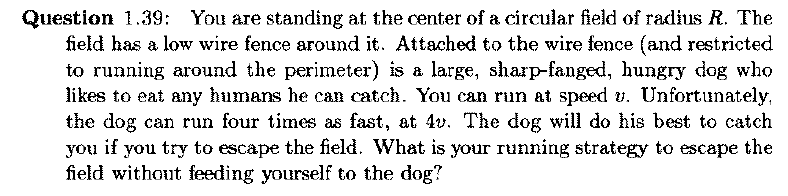 Question 1.39: You are standing at the center of a circular field of radius R. The
field has a low wire fence around it. Attached to the wire fence (and restricted
to running around the perimeter) is a large, sharp-fanged, hungry dog who
likes to eat any humans he can catch. You can run at speed v. Unfortunately,
the dog can run four times as fast, at 4v. The dog will do his best to catch
you if you try to escape the field. What is your running strategy to escape the
field without feeding yourself to the dog?